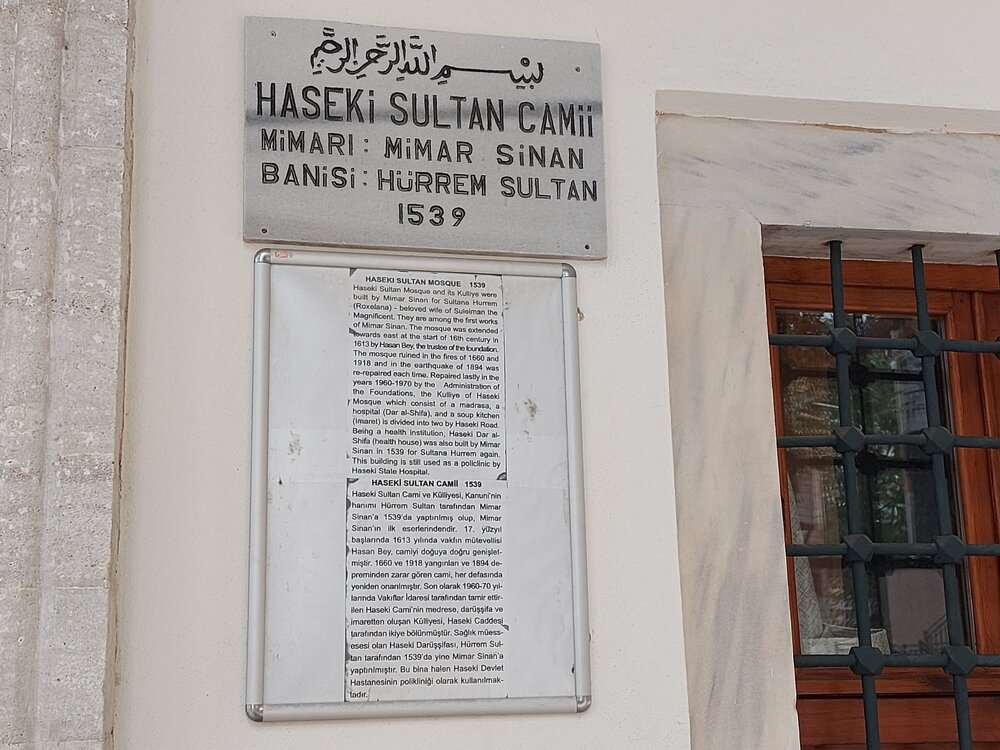 بسم الله الرحمن الرحيم
HASEKİ SULTAN CAMİİ
MİMARI : MİMAR SİNAN
BANİSİ : HÜRREM SULTAN
1539
HASEKI SULTAN MOSQUE 1539
Haseki Sultan Mosque and its Kulliye were
built by Mimar Sinan for Sultana Hurrem
(Roxelana) - beloved wife of Suleiman the
Magnificent. They are among the first works
of Mimar Sinan. The mosque was extended
towards east at the start of 16th century in
1613 by Hasan Bey, the trustee of the foundation.
The mosque ruined in the fires of 1660 and
1918 and in the earthquake of 1894 was
re-repaired each time. Repaired lastly in the
years 1960-1970 by the Administration of
the Foundations, the Kulliye of Haseki
Mosque which consist of a madrasa, a
hospital (Dar al-Shifa), and a soup kitchen
(Imaret) is divided into two by Haseki Road.
Being a health institution, Haseki Dar al-
Shifa (health house) was also built by Mimar
Sinan in 1539 for Sultana Hurrem again.
This building is still used as a policlinic by
Haseki State Hospital.
HASEKİ SULTAN CAMİİ 1539
Haseki Sultan Cami ve Külliyesi, Kanuni'nin
hanımı Hürrem Sultan tarafından Mimar
Sinan'a 1539'da yaptırılmış olup, Mimar
Sinan'ın ilk eserlerindendir. 17. yüzyıl
başlarında 1613 yılında vakfın mütevellisi
Hasan Bey, camiyi doğuya doğru genişlet-
miştir. 1660 ve 1918 yangınları ve 1894 de-
preminden zarar gören cami, her defasında
yeniden onarılmıştır. Son olarak 1960-70 yıl-
larında Vakıflar İdaresi tarafından tamir ettir-
ilen Haseki Cami'nin medrese, darüşşifa ve
imaretten oluşan Külliyesi, Haseki Caddesi
tarafından ikiye bölünmüştür. Sağlık müess-
esesi olan Haseki Darüşşifası, Hürrem Sul-
tan tarafından 1539'da yine Mimar Sinan'a
yaptırılmıştır. Bu bina halen Haseki Devlet
Hastanesinin polikliniği olarak kullanılmak-
tadır.